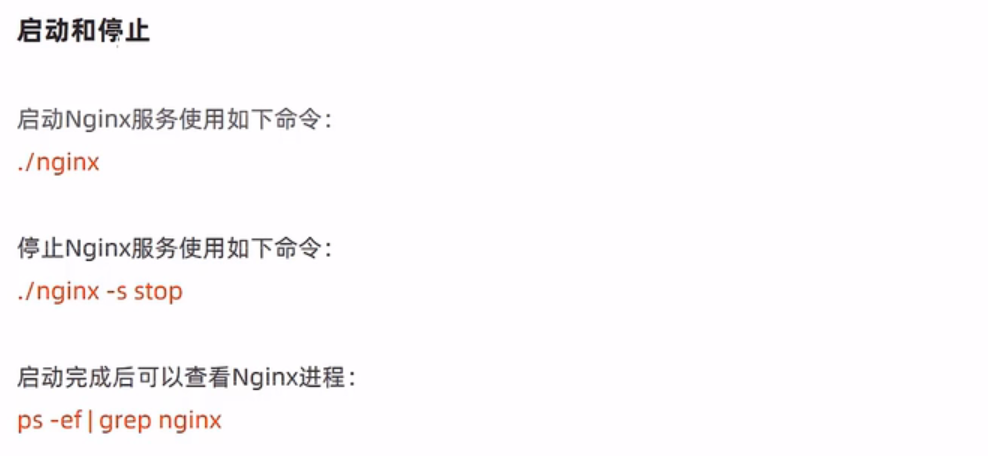 启动和停止
启动Nginx服务使用如下命令：
./nginx
停止Nginx服务使用如下命令：
./nginx -s stop
启动完成后可以查看Nginx进程：
ps -ef | grep nginx